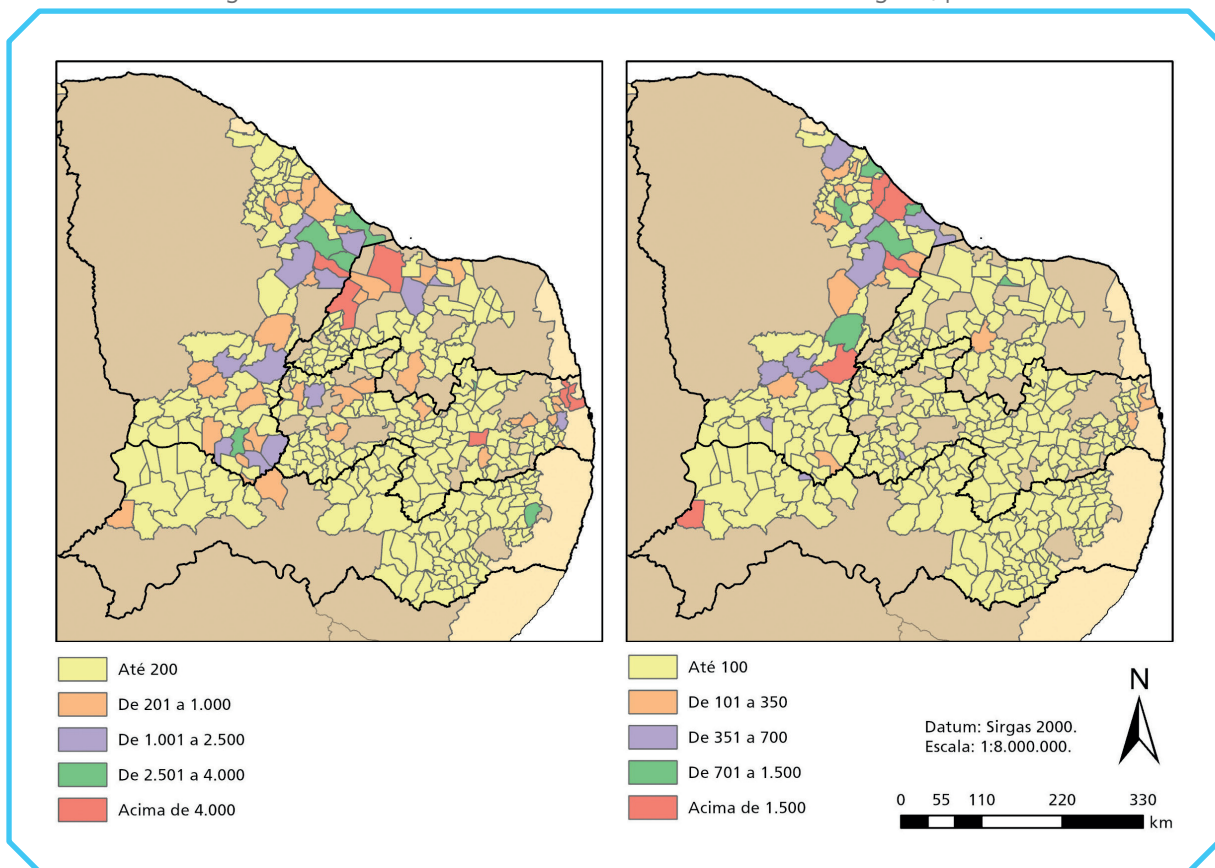 Até 200
De 201 a 1.000
De 1.001 a 2.500
De 2.501 a 4.000
Acima de 4.000
Até 100
De 101 a 350
De 351 a 700
De 701 a 1.500
Acima de 1.500
Datum: Sirgas 2000.
Escala: 1:8.000.000.
N
0 55 110 220 330
km